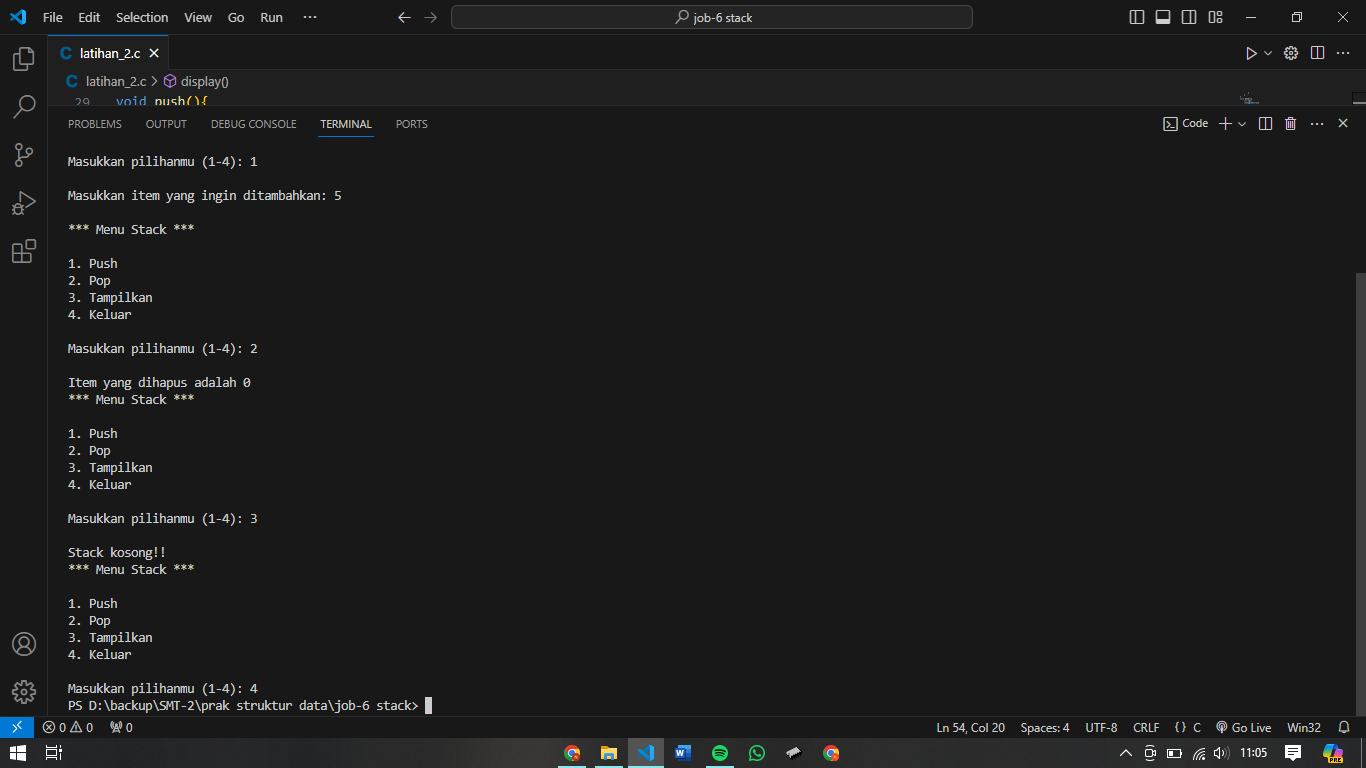 File Edit Selection View Go Run ··· job-6 stack
latihan_2.c
latihan_2.c > display()
29 void push(){
PROBLEMS OUTPUT DEBUG CONSOLE TERMINAL PORTS Code
Masukkan pilihanmu (1-4): 1
Masukkan item yang ingin ditambahkan: 5
*** Menu Stack ***
1. Push
2. Pop
3. Tampilkan
4. Keluar
Masukkan pilihanmu (1-4): 2
Item yang dihapus adalah 0
*** Menu Stack ***
1. Push
2. Pop
3. Tampilkan
4. Keluar
Masukkan pilihanmu (1-4): 3
Stack kosong!!
*** Menu Stack ***
1. Push
2. Pop
3. Tampilkan
4. Keluar
Masukkan pilihanmu (1-4): 4
PS D:\backup\SMT-2\prak struktur data\job-6 stack>
0 0 0 Ln 54, Col 20 Spaces: 4 UTF-8 CRLF {} C Go Live Win32
11:05